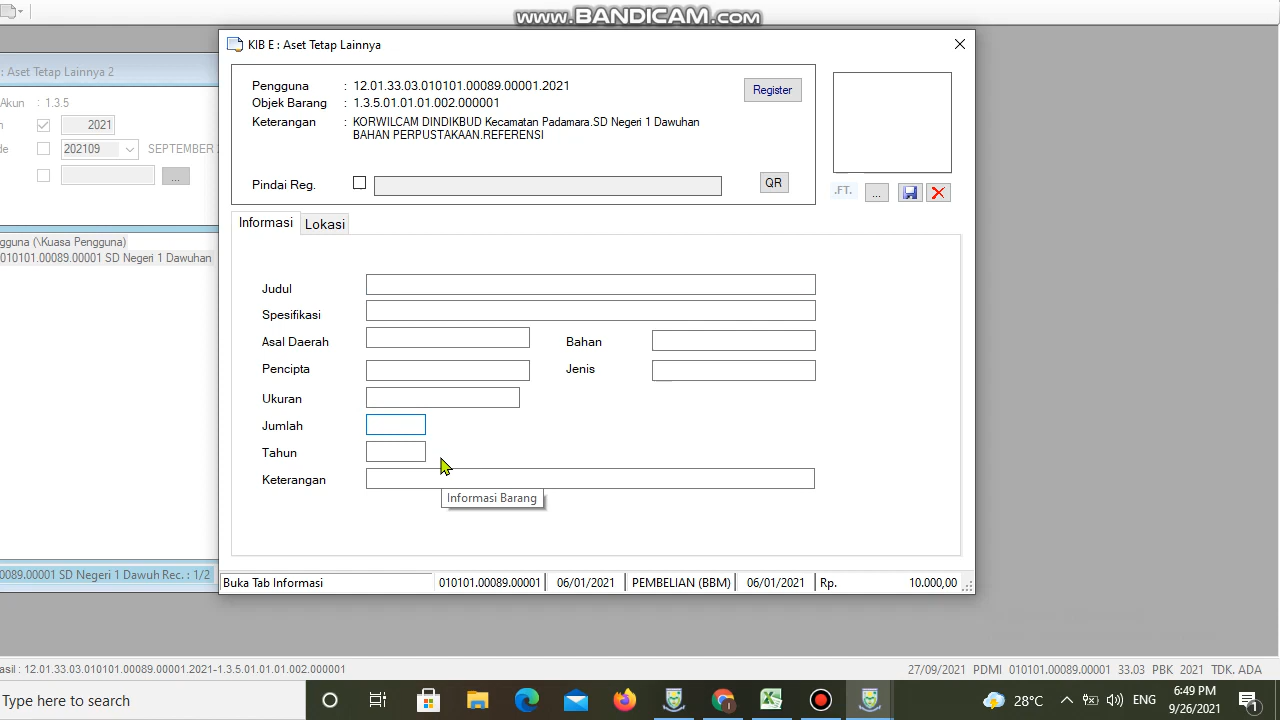 www.BANDICAM.com
KIB E : Aset Tetap Lainnya
: Aset Tetap Lainnya 2
Pengguna : 12.01.33.03.010101.00089.00001.2021
Register
Objek Barang : 1.3.5.01.01.01.002.000001
Keterangan : KORWILCAM DINDIKBUD Kecamatan Padamara.SD Negeri 1 Dawuhan
BAHAN PERPUSTAKAAN.REFERENSI
Akun : 1.3.5
2021
202109 SEPTEMBER 2
...
Pindai Reg.
QR
.FT.
...
Informasi
Lokasi
gguna (\Kuasa Pengguna)
010101.00089.00001 SD Negeri 1 Dawuhan
Judul
Spesifikasi
Asal Daerah
Bahan
Pencipta
Jenis
Ukuran
Jumlah
Tahun
Keterangan
Informasi Barang
0089.00001 SD Negeri 1 Dawuh Rec. : 1/2
Buka Tab Informasi
010101.00089.00001
06/01/2021
PEMBELIAN (BBM)
06/01/2021
Rp. 10.000,00
asil : 12.01.33.03.010101.00089.00001.2021-1.3.5.01.01.01.002.000001
27/09/2021 PDMI 010101.00089.00001 33.03 PBK 2021 TDK. ADA
Type here to search
28°C
ENG
6:49 PM
9/26/2021
1